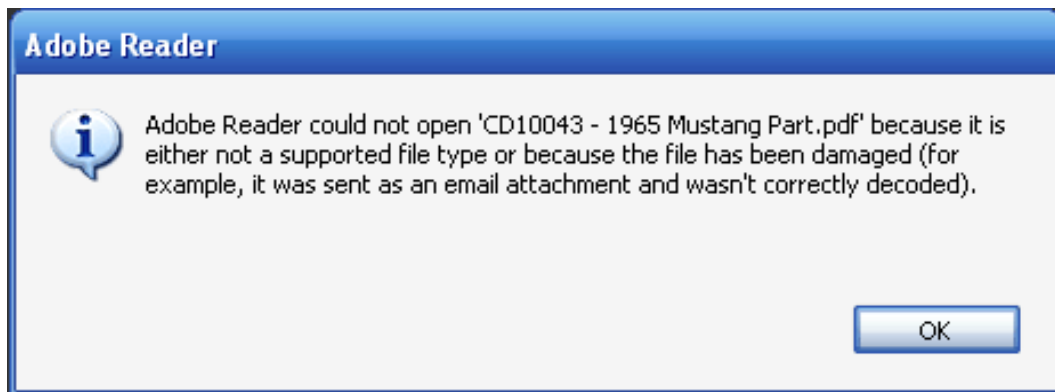 Adobe Reader
Adobe Reader could not open 'CD10043 - 1965 Mustang Part.pdf' because it is
either not a supported file type or because the file has been damaged (for
example, it was sent as an email attachment and wasn't correctly decoded).
OK